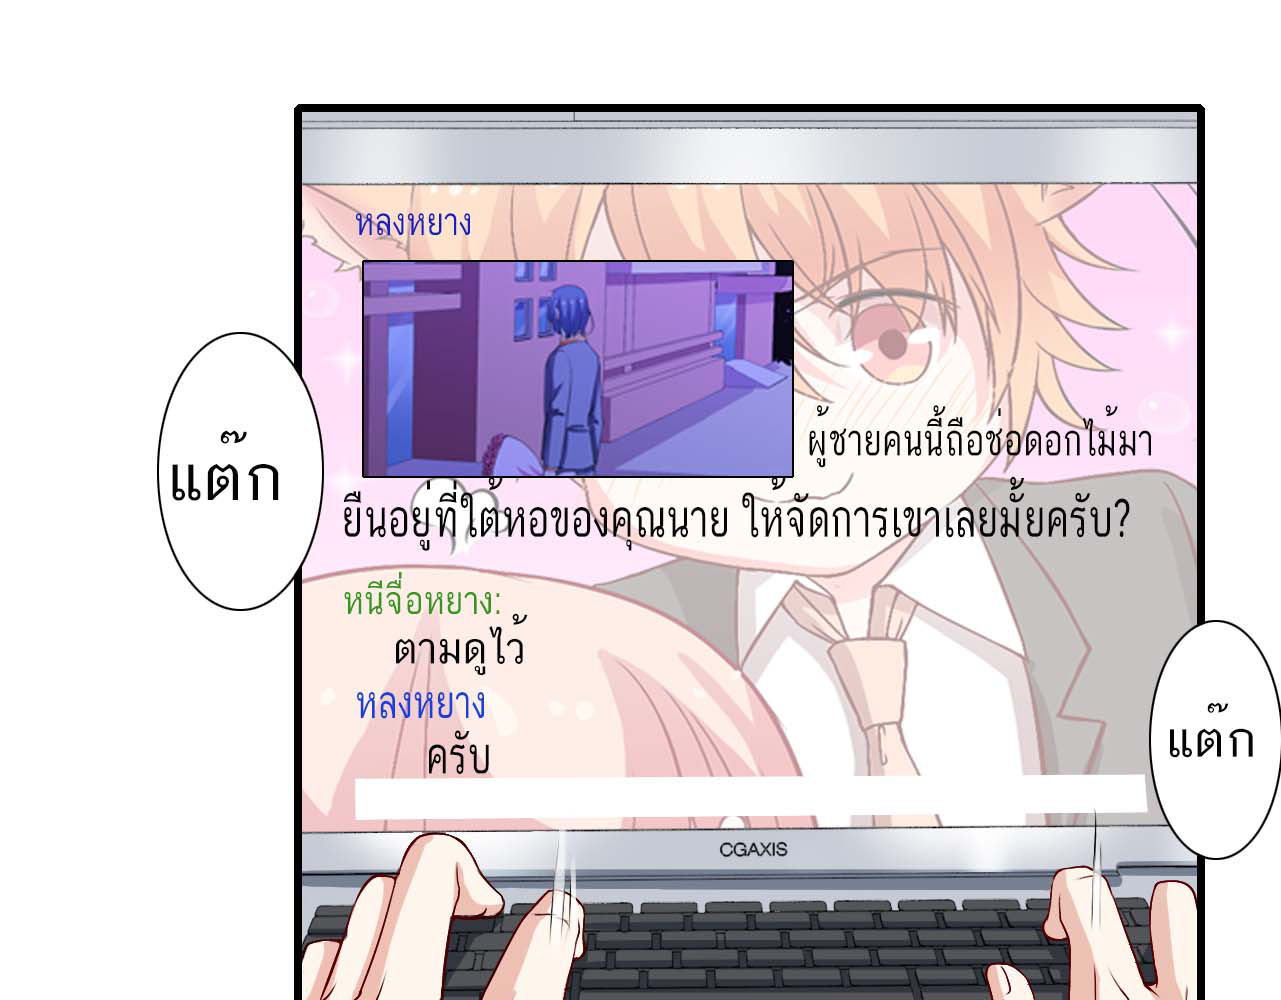 หลงหยาง
ผู้ชายคนนี้ถือช่อดอกไม้มา
ยืนอยู่ที่ใต้หอของคุณนาย ให้จัดการเขาเลยมั้ยครับ?
แต๊ก
หนีจื่อหยาง:
ตามดูไว้
หลงหยาง
ครับ
แต๊ก
CGAXIS